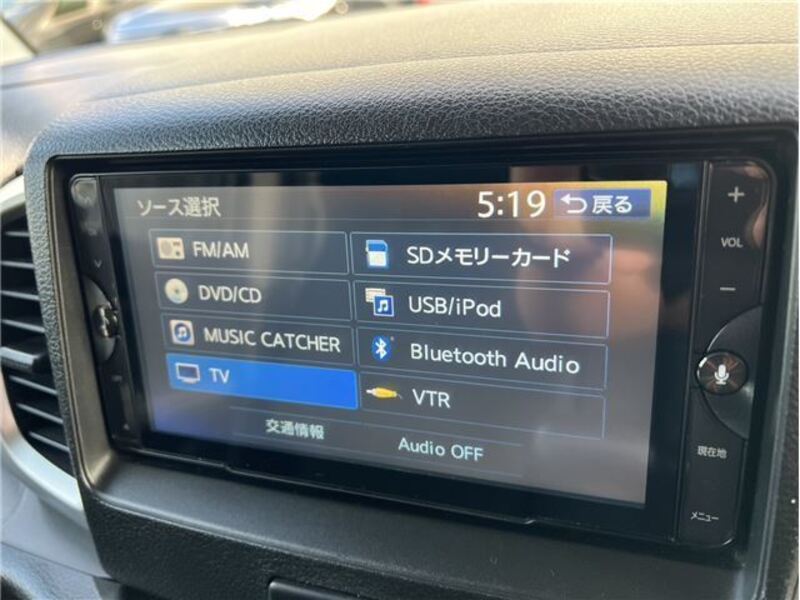 ソース選択
5:19
戻る
FM/AM
SDメモリーカード
DVD/CD
USB/iPod
MUSIC CATCHER
Bluetooth Audio
TV
VTR
交通情報
Audio OFF
+
VOL
−
現在地
メニュー